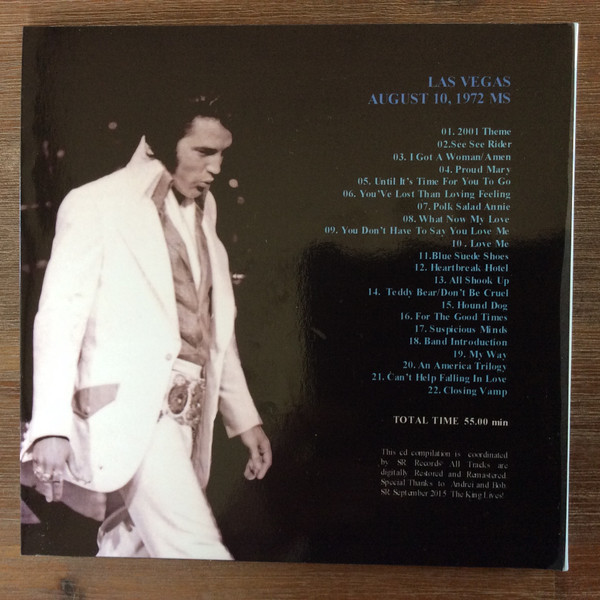 LAS VEGAS
AUGUST 10, 1972 MS
01. 2001 Theme
02.See See Rider
03. I Got A Woman/Amen
04. Proud Mary
05. Until It's Time For You To Go
06. You'Ve Lost Than Loving Feeling
07. Polk Salad Annie
08. What Now My Love
09. You Don't Have To Say You Love Me
10 . Love Me
11.Blue Suede Shoes
12. Heartbreak Hotel
13. All Shook Up
14. Teddy Bear/Don't Be Cruel
15. Hound Dog
16. For The Good Times
17. Suspicious Minds
18. Band Introduction
19. My Way
20. An America Trilogy
21. Can't Help Falling In Love
22. Closing Vamp
TOTAL TIME 55.00 min
This cd compilation is coordinated
by SR Records. All Tracks are
digitally Restored and Remastered.
Special Thanks to Andrei and Bob.
SR September 2015 The King Lives!